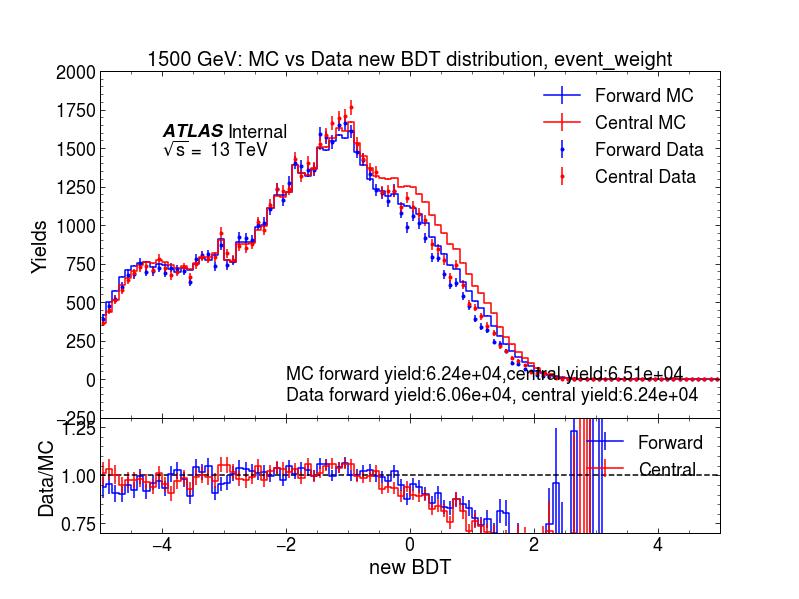 1500 GeV: MC vs Data new BDT distribution, event_weight
2000
1750
1500
1250
1000
750
500
250
0
−250
Yields
ATLAS Internal
√s = 13 TeV
Forward MC
Central MC
Forward Data
Central Data
MC forward yield:6.24e+04,central yield:6.51e+04
Data forward yield:6.06e+04, central yield:6.24e+04
1.25
1.00
0.75
Data/MC
Forward
Central
−4
−2
0
2
4
new BDT